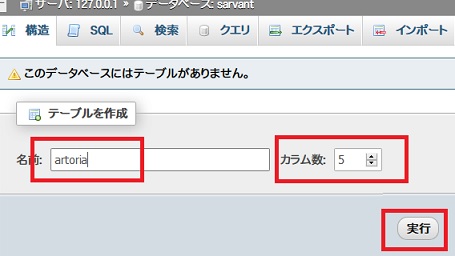 サーバ: 127.0.0.1 » データベース: sarvant
構造 SQL 検索 クエリ エクスポート インポート
このデータベースにはテーブルがありません。
テーブルを作成
名前: artoria カラム数: 5
実行